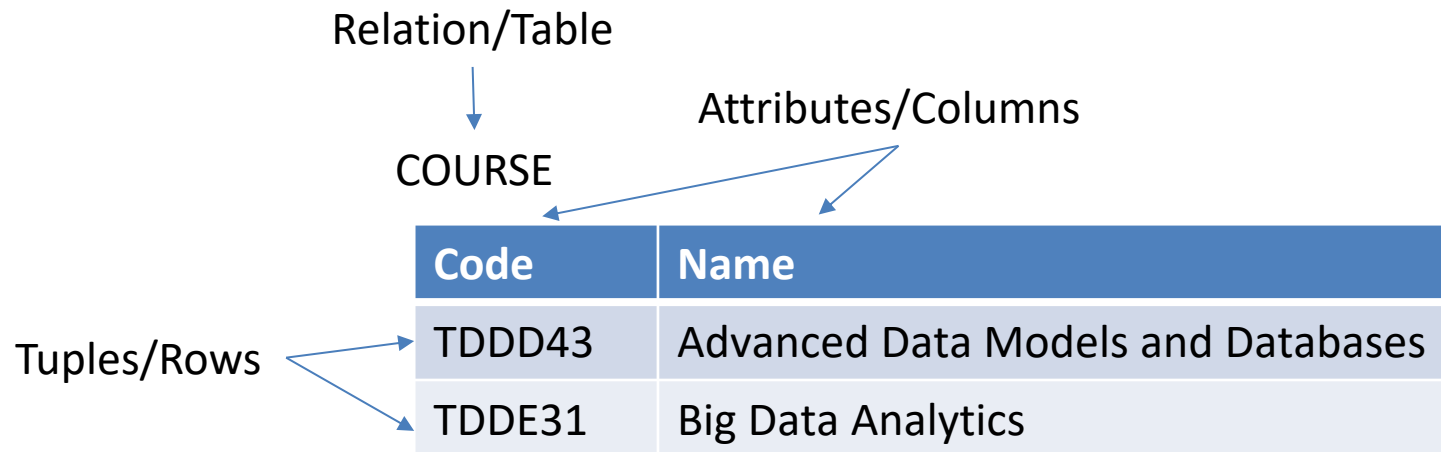 Relation/Table
Attributes/Columns
COURSE
Code Name
Tuples/Rows
TDDD43 Advanced Data Models and Databases
TDDE31 Big Data Analytics